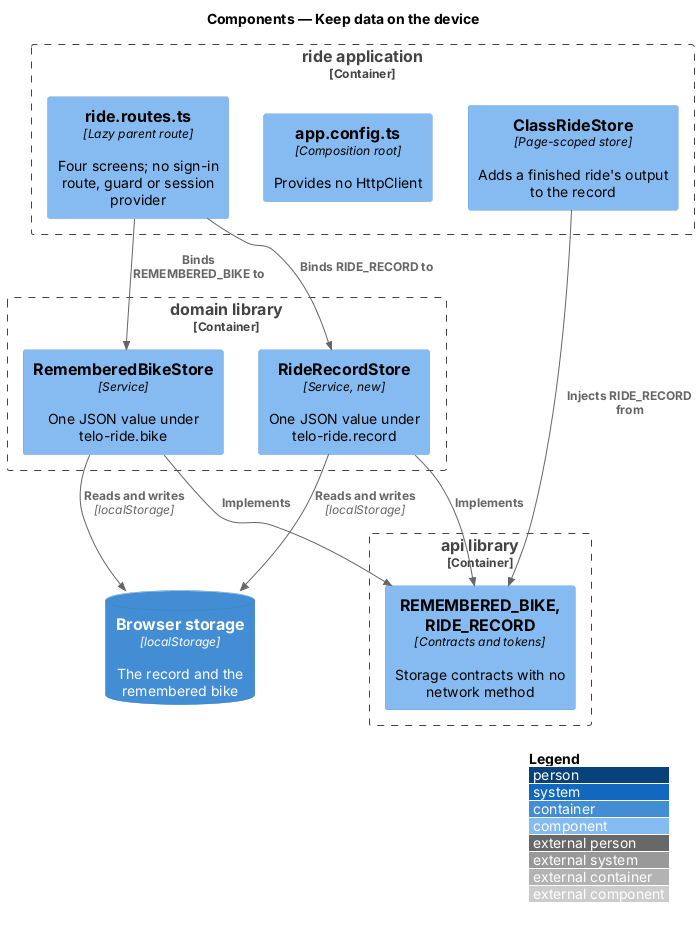 Components — Keep data on the device
ride application
[Container]
ride.routes.ts
[Lazy parent route]
Four screens; no sign-in
route, guard or session
provider
app.config.ts
[Composition root]
Provides no HttpClient
ClassRideStore
[Page-scoped store]
Adds a finished ride's output
to the record
Binds
REMEMBERED_BIKE to
Binds RIDE_RECORD to
domain library
[Container]
RememberedBikeStore
[Service]
One JSON value under
telo-ride.bike
RideRecordStore
[Service, new]
One JSON value under
telo-ride.record
Injects RIDE_RECORD
from
Reads and writes
[localStorage]
Implements
Reads and writes
[localStorage]
Implements
api library
[Container]
Browser storage
[localStorage]
The record and the
remembered bike
REMEMBERED_BIKE,
RIDE_RECORD
[Contracts and tokens]
Storage contracts with no
network method
Legend
person
system
container
component
external person
external system
external container
external component